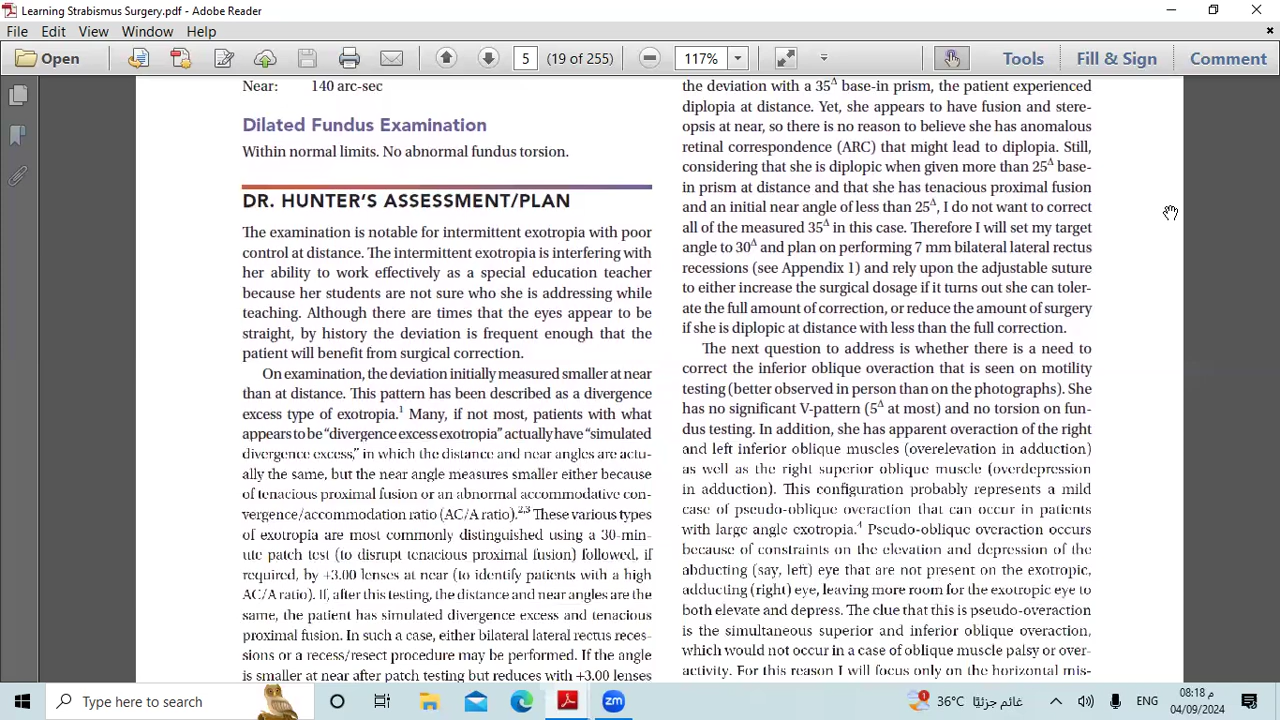 Learning Strabismus Surgery.pdf - Adobe Reader
File Edit View Window Help
Open 5 (19 of 255) 117% Tools Fill & Sign Comment
Near: 140 arc-sec
Dilated Fundus Examination
Within normal limits. No abnormal fundus torsion.
DR. HUNTER'S ASSESSMENT/PLAN
The examination is notable for intermittent exotropia with poor
control at distance. The intermittent exotropia is interfering with
her ability to work effectively as a special education teacher
because her students are not sure who she is addressing while
teaching. Although there are times that the eyes appear to be
straight, by history the deviation is frequent enough that the
patient will benefit from surgical correction.
On examination, the deviation initially measured smaller at near
than at distance. This pattern has been described as a divergence
excess type of exotropia.1 Many, if not most, patients with what
appears to be “divergence excess exotropia” actually have “simulated
divergence excess,” in which the distance and near angles are actu-
ally the same, but the near angle measures smaller either because
of tenacious proximal fusion or an abnormal accommodative con-
vergence/accommodation ratio (AC/A ratio).2,3 These various types
of exotropia are most commonly distinguished using a 30-min-
ute patch test (to disrupt tenacious proximal fusion) followed, if
required, by +3.00 lenses at near (to identify patients with a high
AC/A ratio). If, after this testing, the distance and near angles are the
same, the patient has simulated divergence excess and tenacious
proximal fusion. In such a case, either bilateral lateral rectus reces-
sions or a recess/resect procedure may be performed. If the angle
is smaller at near after patch testing but reduces with +3.00 lenses
the deviation with a 35Δ base-in prism, the patient experienced
diplopia at distance. Yet, she appears to have fusion and stere-
opsis at near, so there is no reason to believe she has anomalous
retinal correspondence (ARC) that might lead to diplopia. Still,
considering that she is diplopic when given more than 25Δ base-
in prism at distance and that she has tenacious proximal fusion
and an initial near angle of less than 25Δ, I do not want to correct
all of the measured 35Δ in this case. Therefore I will set my target
angle to 30Δ and plan on performing 7 mm bilateral lateral rectus
recessions (see Appendix 1) and rely upon the adjustable suture
to either increase the surgical dosage if it turns out she can toler-
ate the full amount of correction, or reduce the amount of surgery
if she is diplopic at distance with less than the full correction.
The next question to address is whether there is a need to
correct the inferior oblique overaction that is seen on motility
testing (better observed in person than on the photographs). She
has no significant V-pattern (5Δ at most) and no torsion on fun-
dus testing. In addition, she has apparent overaction of the right
and left inferior oblique muscles (overelevation in adduction)
as well as the right superior oblique muscle (overdepression
in adduction). This configuration probably represents a mild
case of pseudo-oblique overaction that can occur in patients
with large angle exotropia.4 Pseudo-oblique overaction occurs
because of constraints on the elevation and depression of the
abducting (say, left) eye that are not present on the exotropic,
adducting (right) eye, leaving more room for the exotropic eye to
both elevate and depress. The clue that this is pseudo-overaction
is the simultaneous superior and inferior oblique overaction,
which would not occur in a case of oblique muscle palsy or over-
activity. For this reason I will focus only on the horizontal mis-
Type here to search
zm
36°C غائم جزئيًا
ENG
08:18 م
04/09/2024